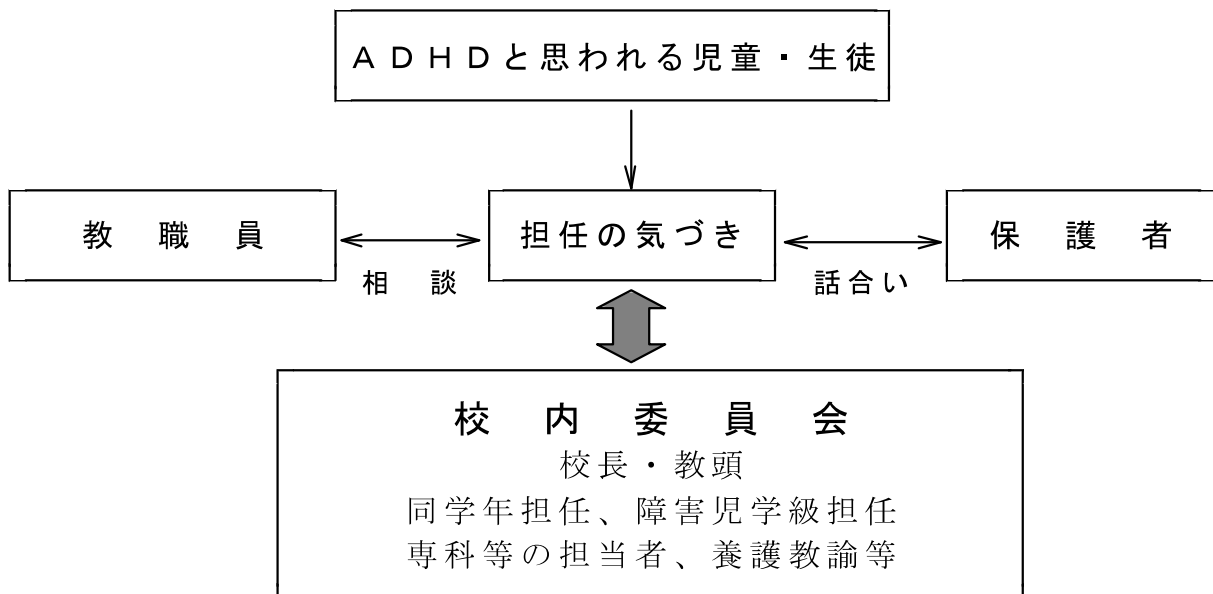 ＡＤＨＤと思われる児童・生徒
教職員
担任の気づき
保護者
相談
話合い
校内委員会
校長・教頭
同学年担任、障害児学級担任
専科等の担当者、養護教諭等